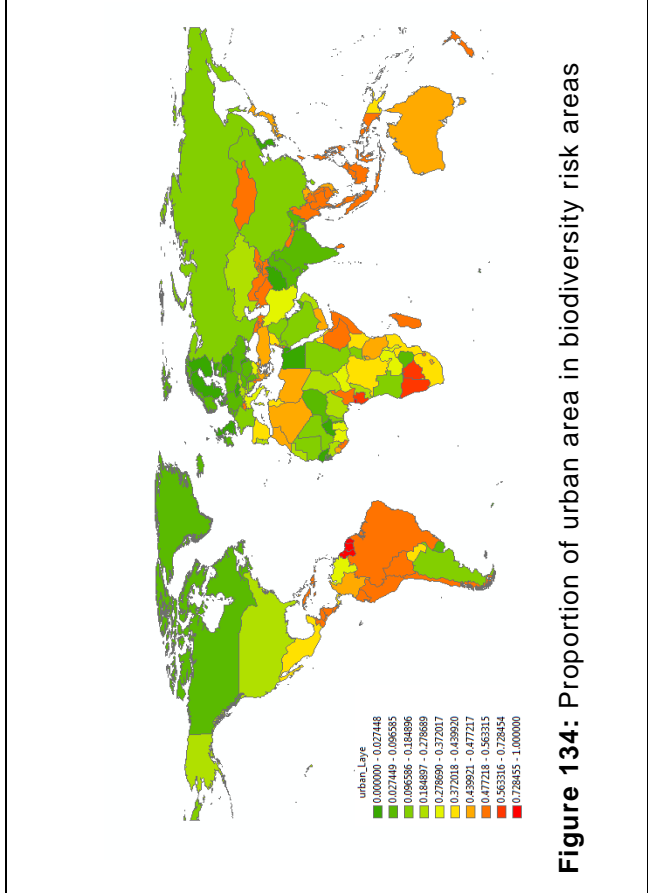 urban_Laye
0.000000 - 0.027448
0.027449 - 0.096585
0.096586 - 0.184896
0.184897 - 0.278689
0.278690 - 0.372017
0.372018 - 0.439920
0.439921 - 0.477217
0.477218 - 0.563315
0.563316 - 0.728454
0.728455 - 1.000000
Figure 134: Proportion of urban area in biodiversity risk areas